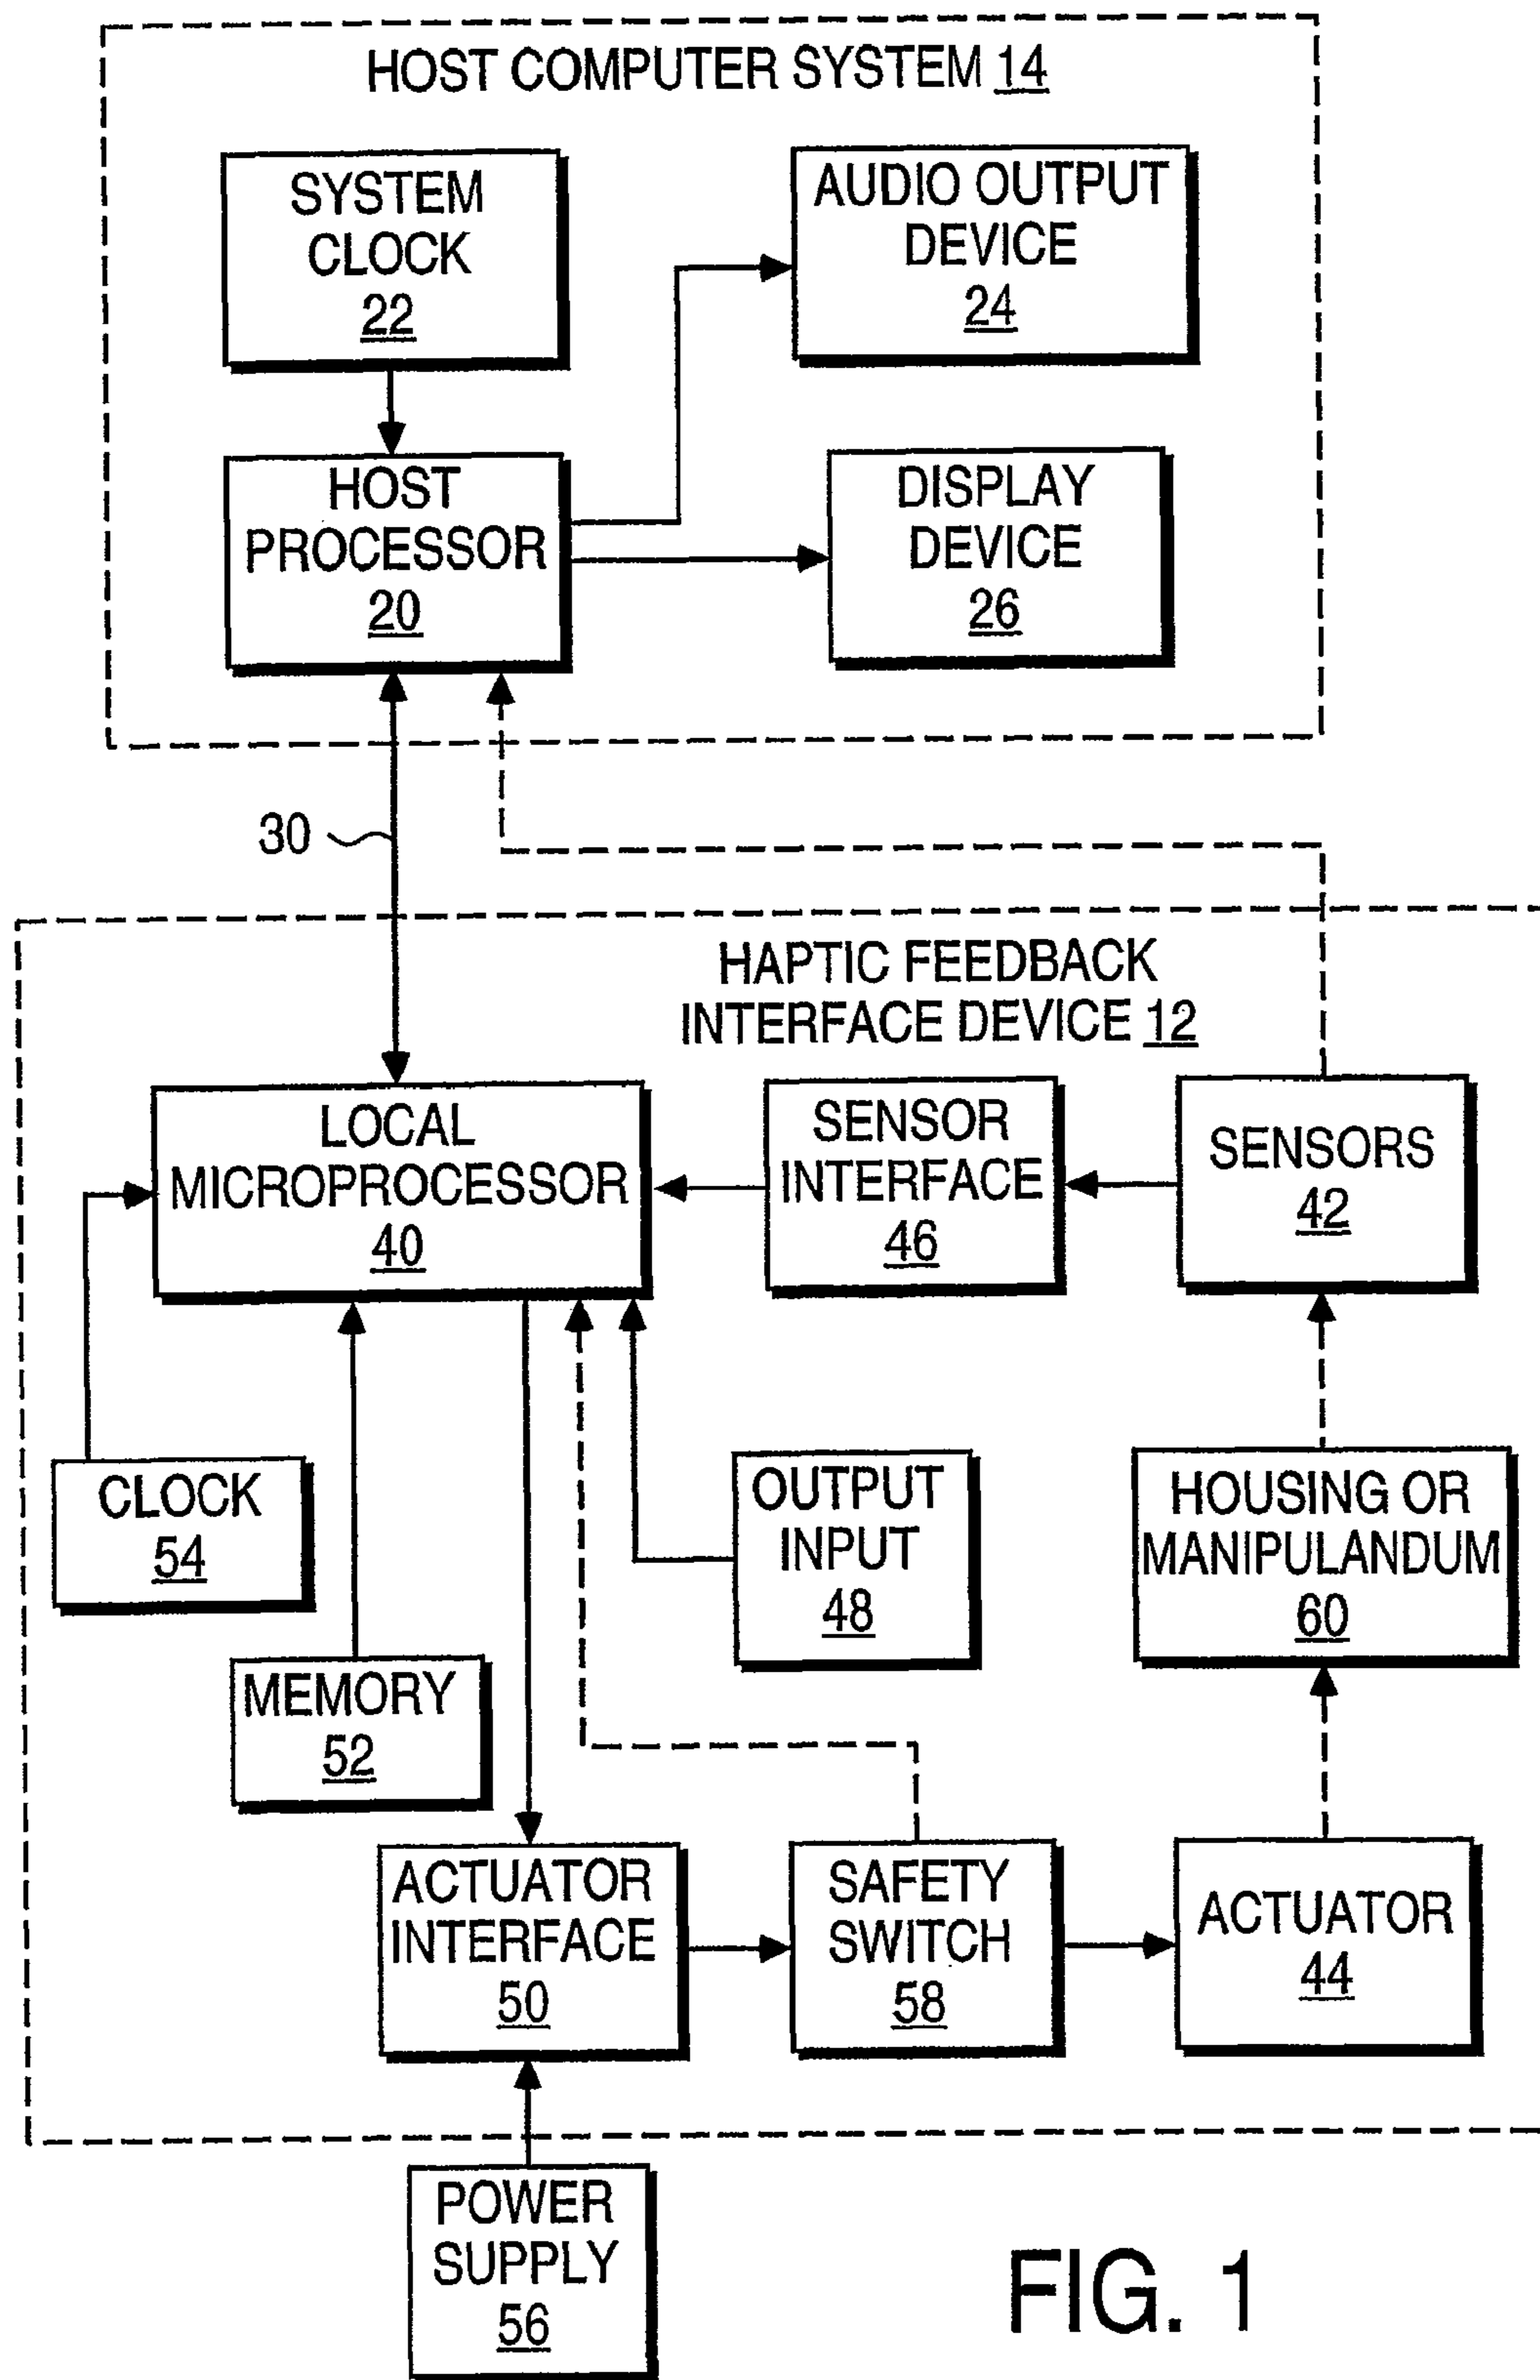 HOST COMPUTER SYSTEM 14
SYSTEM
CLOCK
22
AUDIO OUTPUT
DEVICE
24
HOST
PROCESSOR
20
DISPLAY
DEVICE
26
30
HAPTIC FEEDBACK
INTERFACE DEVICE 12
LOCAL
MICROPROCESSOR
40
SENSOR
INTERFACE
46
SENSORS
42
CLOCK
54
OUTPUT
INPUT
48
HOUSING OR
MANIPULANDUM
60
MEMORY
52
ACTUATOR
INTERFACE
50
SAFETY
SWITCH
58
ACTUATOR
44
POWER
SUPPLY
56
FIG. 1